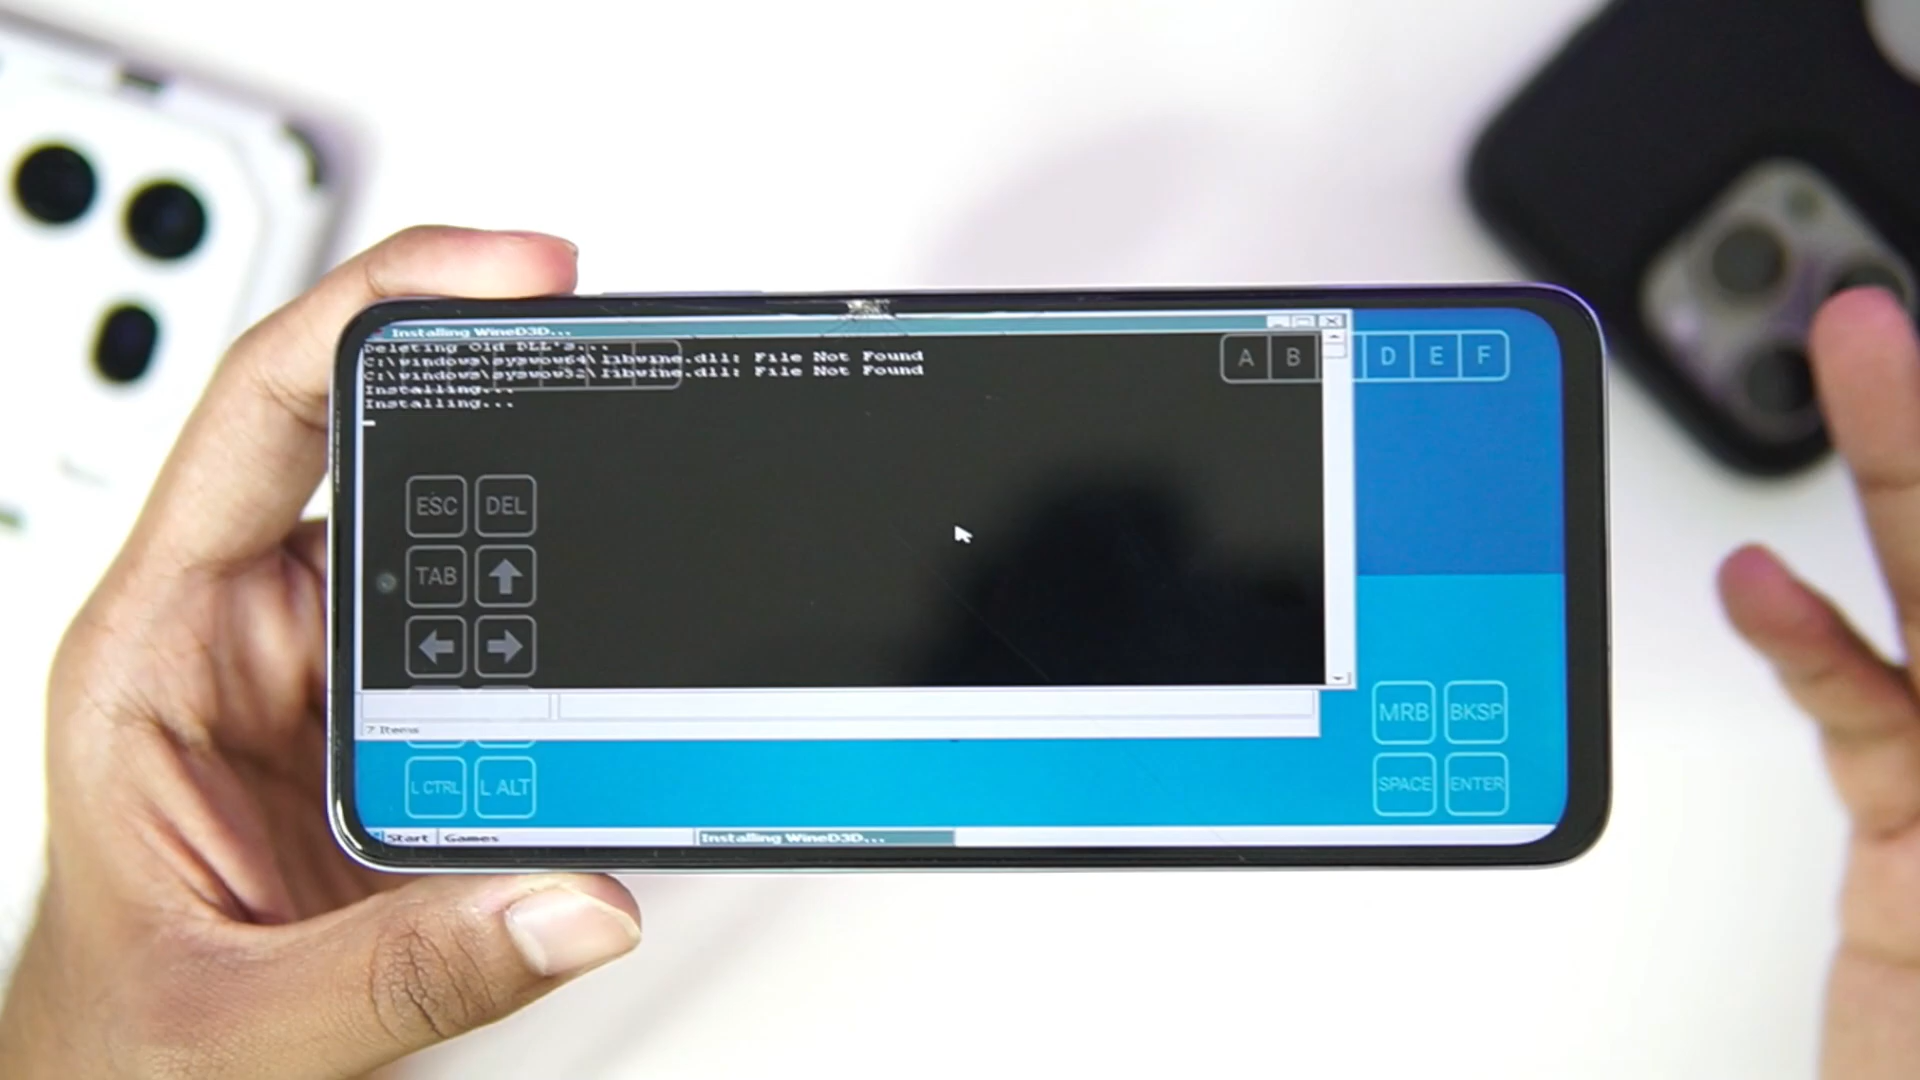 Installing WineD3D...
Deleting Old DLL's...
C:\windows\syswow64\libwine.dll: File Not Found
C:\windows\syswow32\libwine.dll: File Not Found
Installing...
Installing...
A B D E F
ESC DEL
TAB
7 Items
MRB BKSP
L CTRL L ALT
SPACE ENTER
Start Games Installing WineD3D...